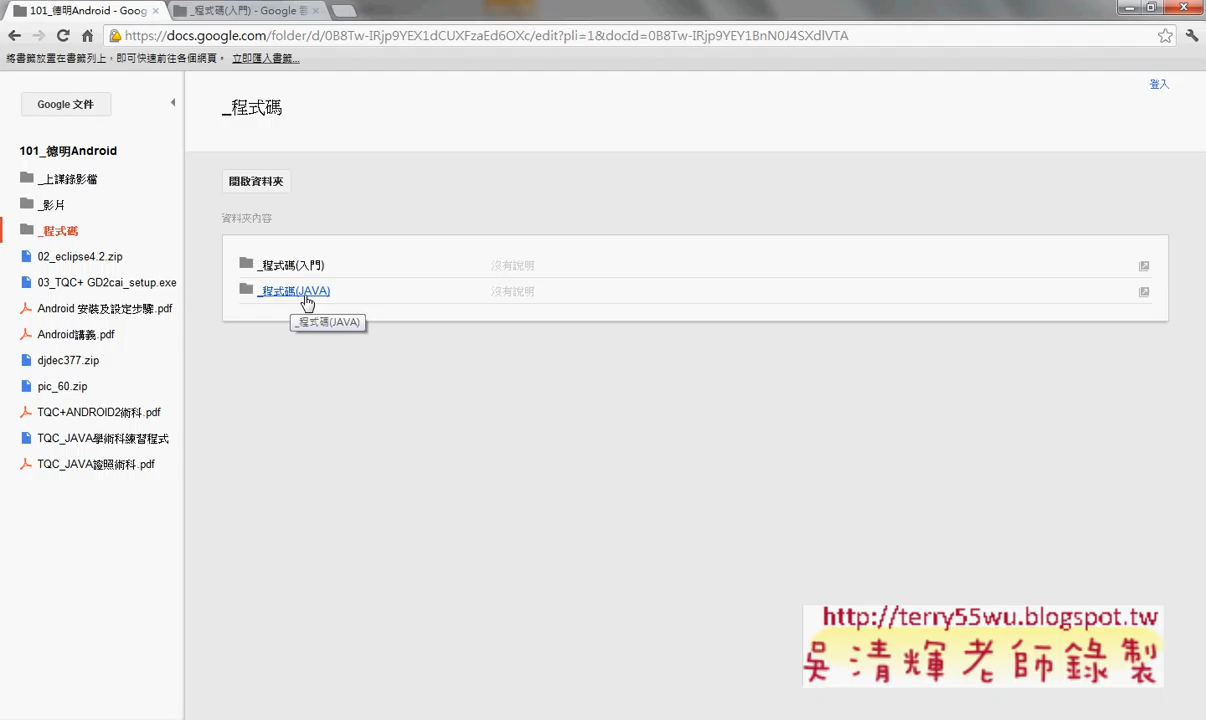 101_德明Android - Goog
_程式碼(入門) - Google 套
https://docs.google.com/folder/d/0B8Tw-IRjp9YEX1dCUXFzaEd6OXc/edit?pli=1&docId=0B8Tw-IRjp9YEY1BnN0J4SXdlVTA
將書籤放置在書籤列上，即可快速前往各個網頁。 立即匯入書籤...
登入
Google 文件
_程式碼
101_德明Android
_上課錄影檔
_影片
_程式碼
02_eclipse4.2.zip
03_TQC+ GD2cai_setup.exe
Android 安裝及設定步驟.pdf
Android講義.pdf
djdec377.zip
pic_60.zip
TQC+ANDROID2術科.pdf
TQC_JAVA學術科練習程式
TQC_JAVA證照術科.pdf
開啟資料夾
資料夾內容
_程式碼(入門) 沒有說明
_程式碼(JAVA) 沒有說明
_程式碼(JAVA)
http://terry55wu.blogspot.tw
吳清輝老師錄製